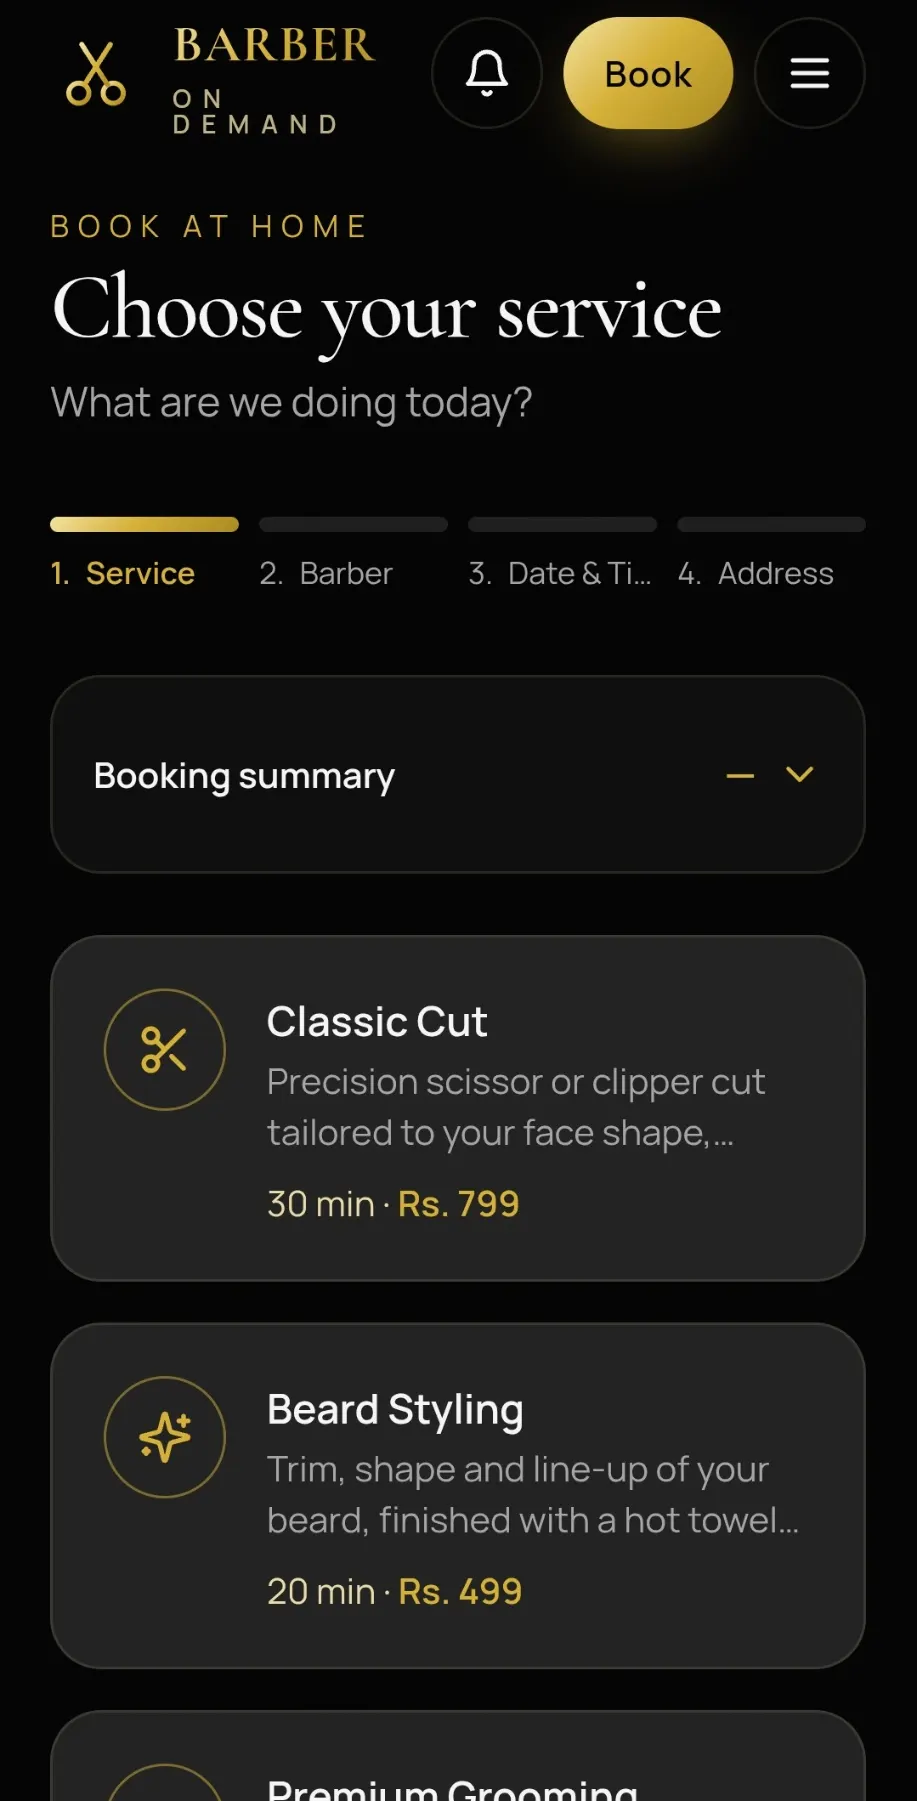 BARBER
ON
DEMAND
Book
BOOK AT HOME
Choose your service
What are we doing today?
1. Service
2. Barber
3. Date & Ti...
4. Address
Booking summary
—
Classic Cut
Precision scissor or clipper cut
tailored to your face shape,...
30 min · Rs. 799
Beard Styling
Trim, shape and line-up of your
beard, finished with a hot towel...
20 min · Rs. 499
Premium Grooming